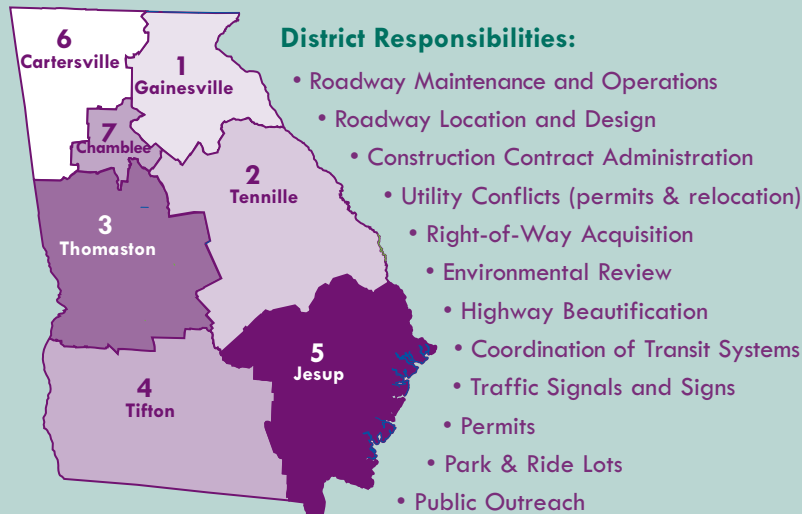 6
Cartersville
1
Gainesville
7
Chamblee
2
Tennille
3
Thomaston
5
Jesup
4
Tifton
District Responsibilities:
• Roadway Maintenance and Operations
• Roadway Location and Design
• Construction Contract Administration
• Utility Conflicts (permits & relocation)
• Right-of-Way Acquisition
• Environmental Review
• Highway Beautification
• Coordination of Transit Systems
• Traffic Signals and Signs
• Permits
• Park & Ride Lots
• Public Outreach